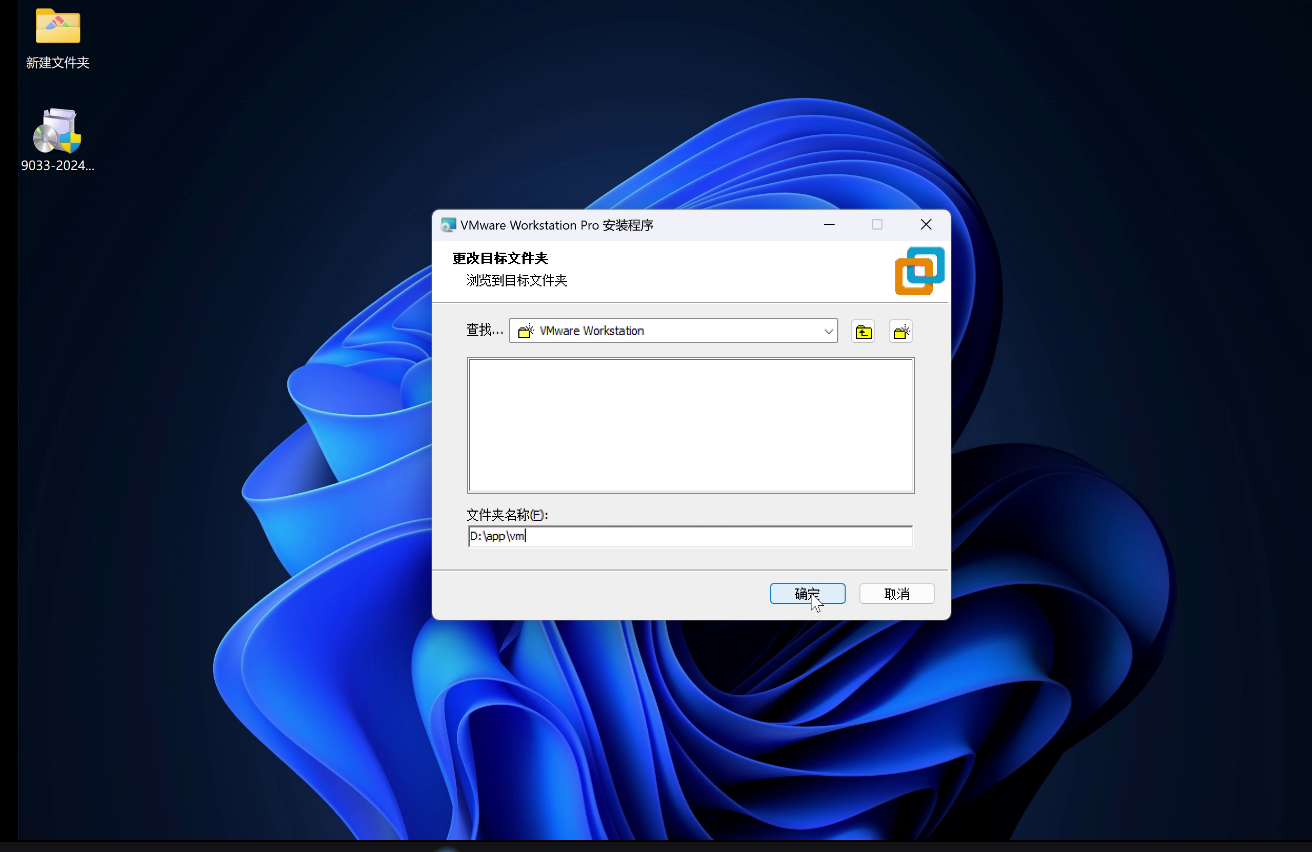 新建文件夹
9033-2024...
VMware Workstation Pro 安装程序
更改目标文件夹
浏览到目标文件夹
查找... VMware Workstation
文件夹名称(F):
D:\app\vm
确定 取消